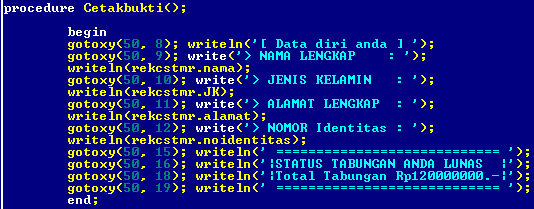 procedure Cetakbukti();
begin
gotoxy(50, 8); writeln('[ Data diri anda ] ');
gotoxy(50, 9); write('> NAMA LENGKAP    : ');
writeln(rekcstmr.nama);
gotoxy(50, 10); write('> JENIS KELAMIN   : ');
writeln(rekcstmr.JK);
gotoxy(50, 11); write('> ALAMAT LENGKAP  : ');
writeln(rekcstmr.alamat);
gotoxy(50, 12); write('> NOMOR Identitas : ');
writeln(rekcstmr.noidentitas);
gotoxy(50, 15); writeln(' ============================ ');
gotoxy(50, 16); writeln('¦STATUS TABUNGAN ANDA LUNAS  ¦');
gotoxy(50, 18); writeln('¦Total Tabungan Rp120000000.-¦');
gotoxy(50, 19); writeln(' ============================ ');
end;